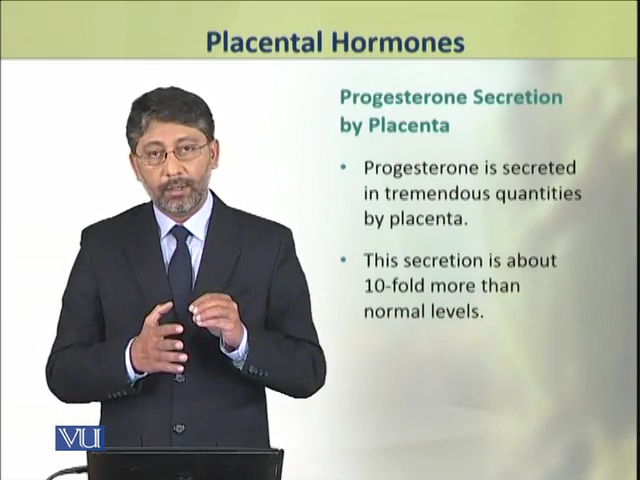 Placental Hormones
Progesterone Secretion
by Placenta
• Progesterone is secreted
in tremendous quantities
by placenta.
• This secretion is about
10-fold more than
normal levels.
VU